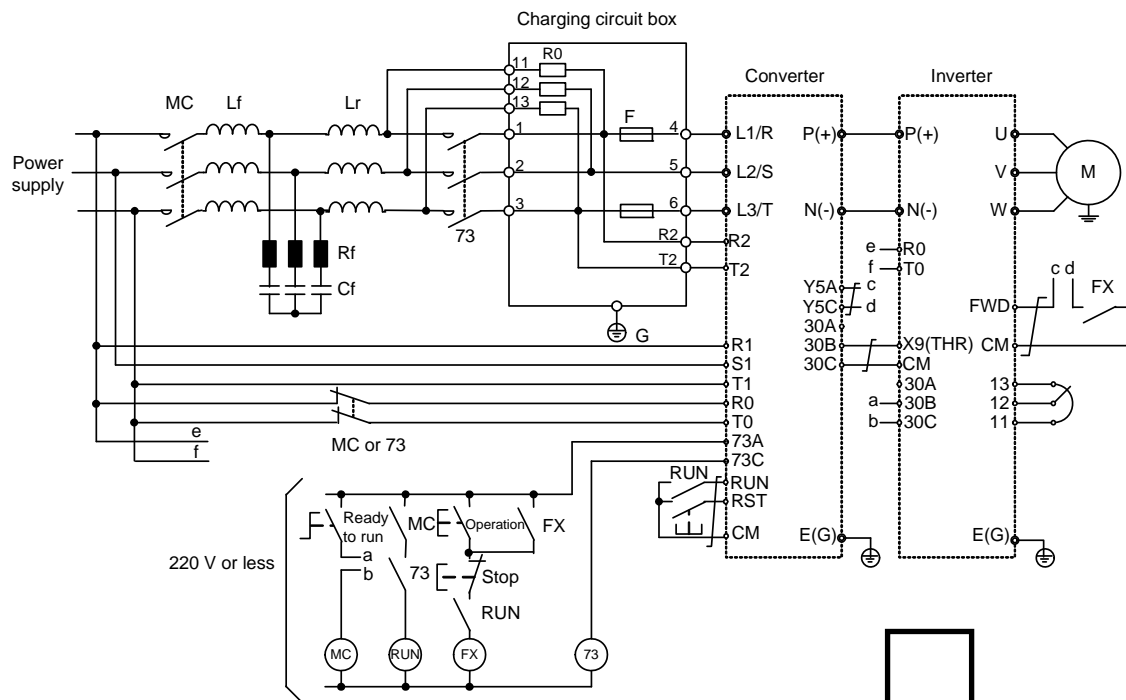 Charging circuit box
11
R0
12
13
Converter
Inverter
MC
Lf
Lr
F
1
4
L1/R
P(+)
P(+)
U
Power
supply
2
5
L2/S
V
M
3
6
L3/T
N(-)
N(-)
W
73
R2
R2
e
R0
Rf
T2
T2
f
T0
c d
FX
Cf
Y5A
c
Y5C
d
FWD
G
30A
R1
30B
X9(THR)
CM
S1
30C
CM
T1
30A
13
R0
a
30B
12
T0
b
30C
11
e
MC or 73
73A
f
73C
RUN
RUN
RST
Ready
to run
MC
Operation
FX
CM
E(G)
E(G)
a
220 V or less
b
73
Stop
RUN
MC
RUN
FX
73